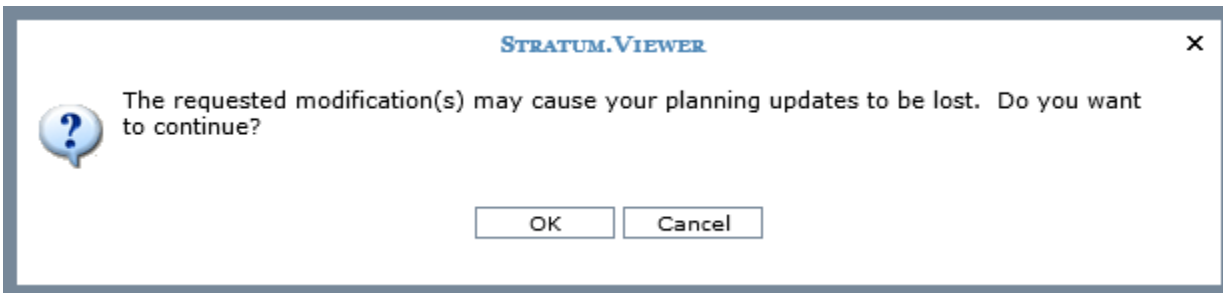 STRATUM.VIEWER
The requested modification(s) may cause your planning updates to be lost.  Do you want
to continue?
OK
Cancel